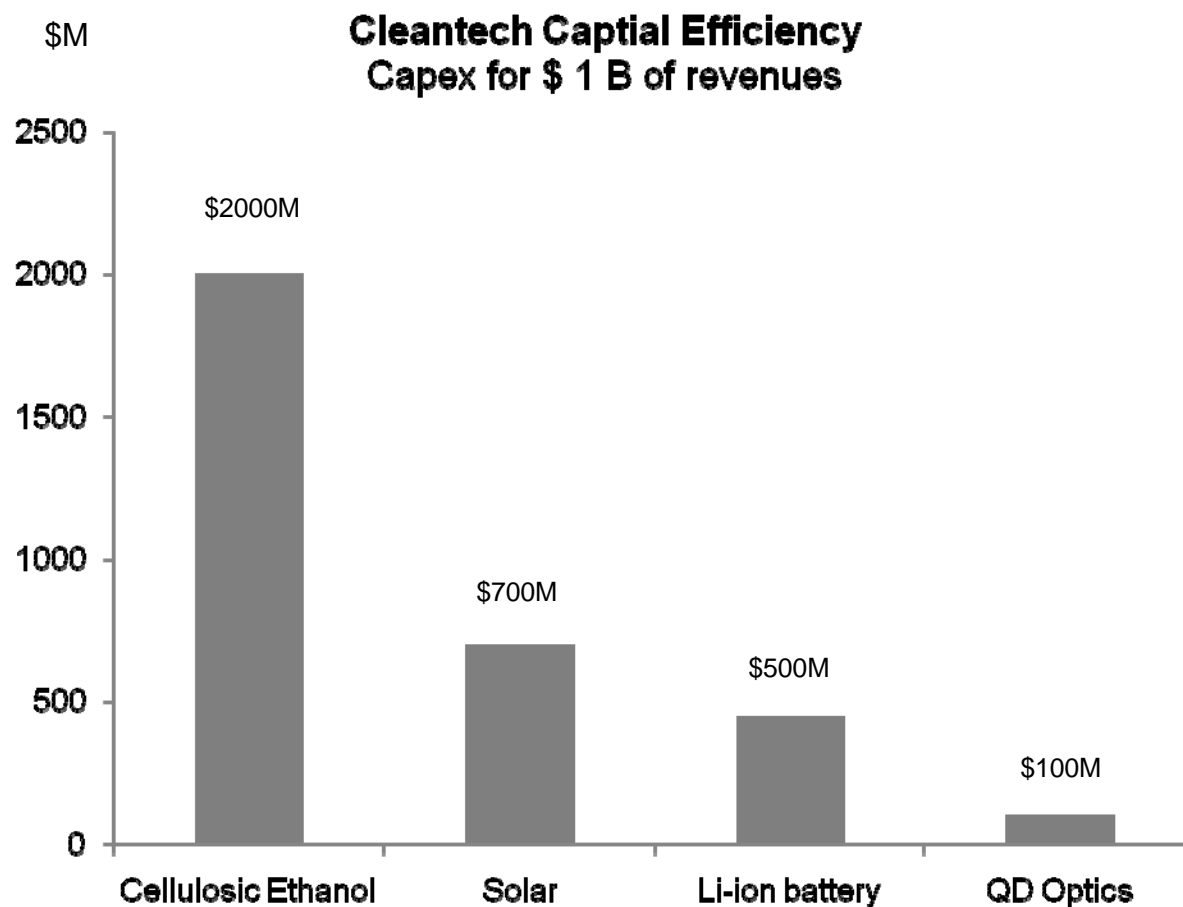 $M
Cleantech Captial Efficiency
Capex for $ 1 B of revenues
2500
$2000M
2000
1500
1000
$700M
$500M
500
$100M
0
Cellulosic Ethanol
Solar
Li-ion battery
QD Optics